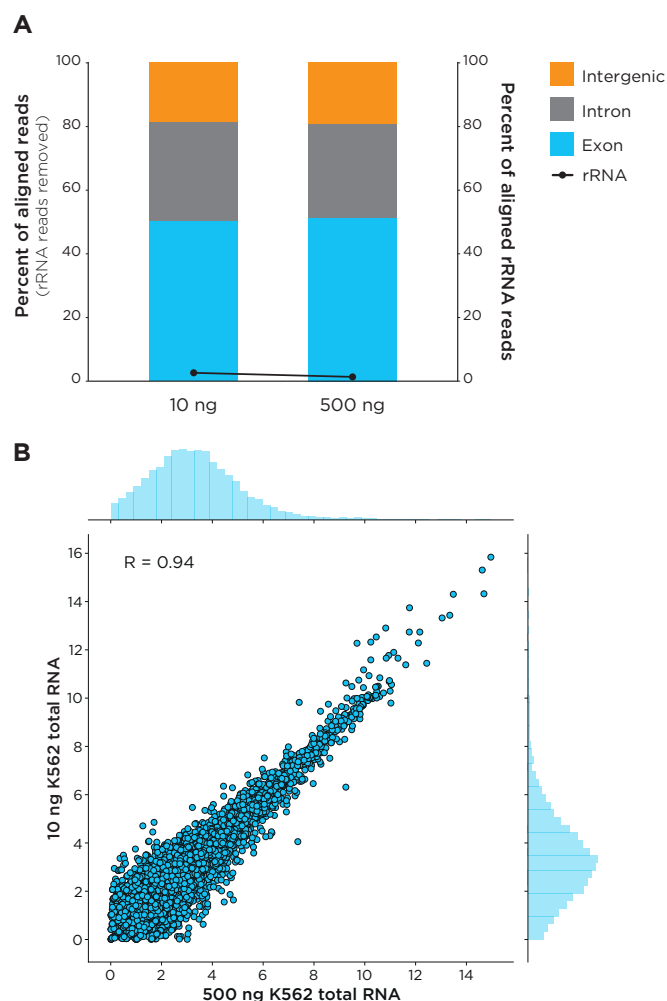 A
100
80
60
40
20
0
Percent of aligned reads
(rRNA reads removed)
10 ng
500 ng
100
80
60
40
20
0
Percent of aligned rRNA
reads
Intergenic
Intron
Exon
rRNA
B
R = 0.94
16
14
12
10
8
6
4
2
0
10 ng K562 total RNA
0
2
4
6
8
10
12
14
500 ng K562 total RNA